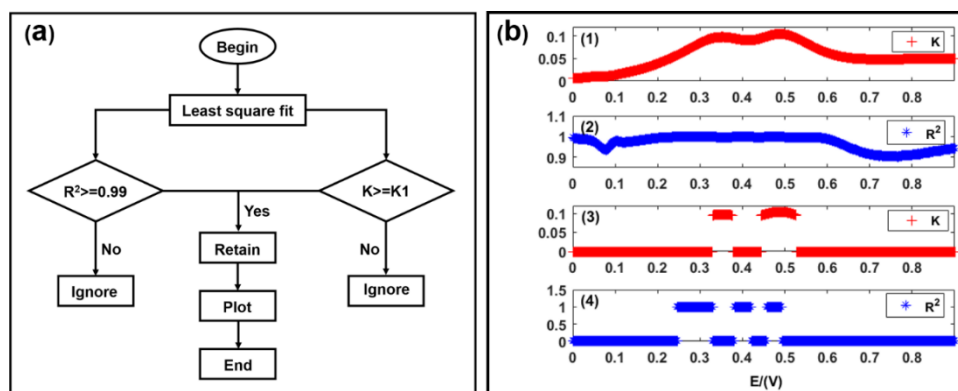 (a)
Begin
Least square fit
R²>=0.99
K>=K1
Yes
No
No
Retain
Ignore
Ignore
Plot
End
(b)
(1)
K
0.1
0.05
0
0 0.1 0.2 0.3 0.4 0.5 0.6 0.7 0.8
(2)
R²
1.1
1
0.9
0 0.1 0.2 0.3 0.4 0.5 0.6 0.7 0.8
(3)
K
0.1
0.05
0
0 0.1 0.2 0.3 0.4 0.5 0.6 0.7 0.8
(4)
R²
1.5
1
0.5
0
0 0.1 0.2 0.3 0.4 0.5 0.6 0.7 0.8
E/(V)